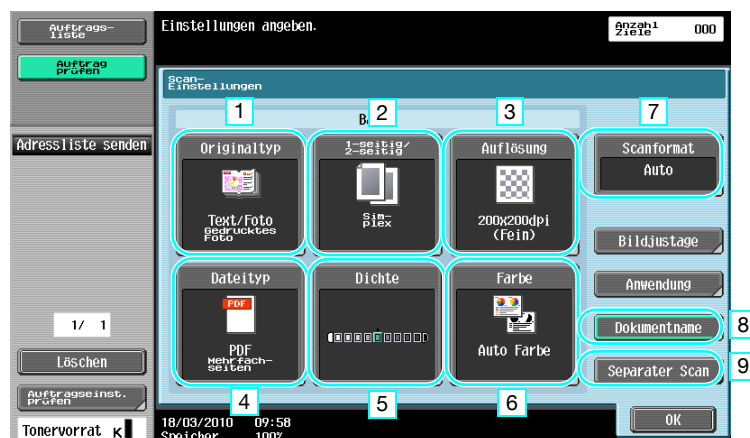 Auftrags-
liste
Auftrag
prüfen
Adressliste senden
1/ 1
Löschen
Auftragseinst.
prüfen
Tonervorrat K
Einstellungen angeben.
Anzahl
Ziele 000
Scan-
Einstellungen
1
2
3
7
Originaltyp
Text/Foto
Gedrucktes
Foto
1-seitig/
2-seitig
Sim-
plex
Auflösung
200x200dpi
(Fein)
Scanformat
Auto
Bildjustage
Anwendung
Dateityp
PDF
PDF
Mehrfach-
seiten
Dichte
Farbe
Auto Farbe
Dokumentname
8
Separater Scan
9
4
5
6
18/03/2010 09:58
Speicher 100%
OK